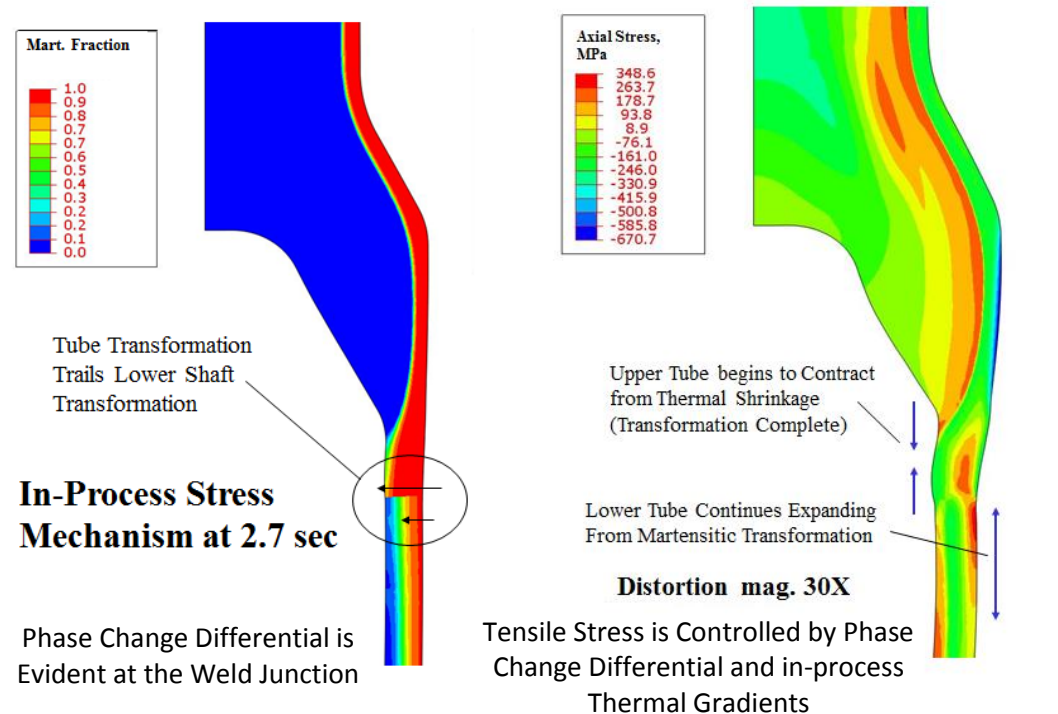 Mart. Fraction
1.0
0.9
0.8
0.7
0.6
0.5
0.4
0.3
0.2
0.2
0.1
0.0
Tube Transformation
Trails Lower Shaft
Transformation
In-Process Stress
Mechanism at 2.7 sec
Phase Change Differential is
Evident at the Weld Junction
Axial Stress,
MPa
348.6
263.7
178.7
93.8
8.9
-76.1
-161.0
-246.0
-330.9
-415.9
-500.8
-585.8
-670.7
Upper Tube begins to Contract
from Thermal Shrinkage
(Transformation Complete)
Lower Tube Continues Expanding
From Martensitic Transformation
Distortion mag. 30X
Tensile Stress is Controlled by Phase
Change Differential and in-process
Thermal Gradients